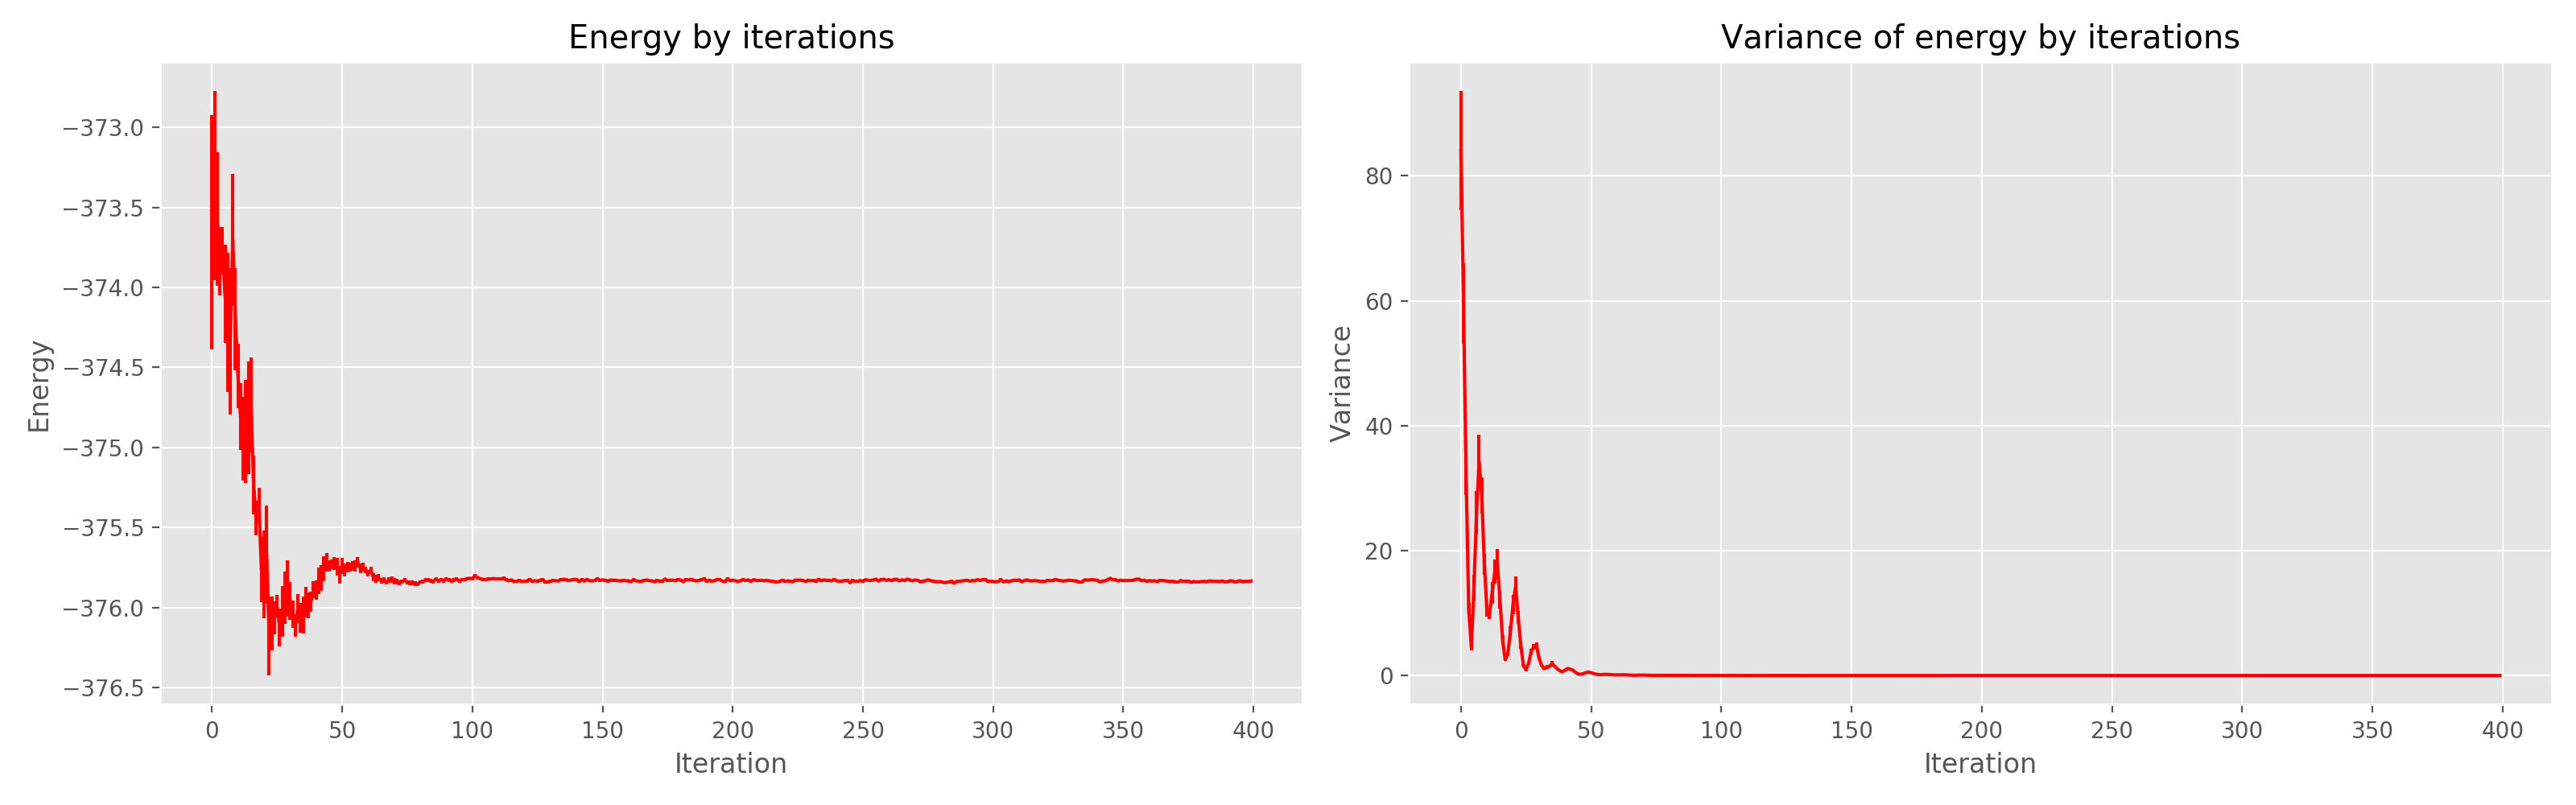 Energy by iterations
−373.0
−373.5
−374.0
−374.5
−375.0
−375.5
−376.0
−376.5
Energy
0 50 100 150 200 250 300 350 400
Iteration
Variance of energy by iterations
80
60
40
20
0
Variance
0 50 100 150 200 250 300 350 400
Iteration